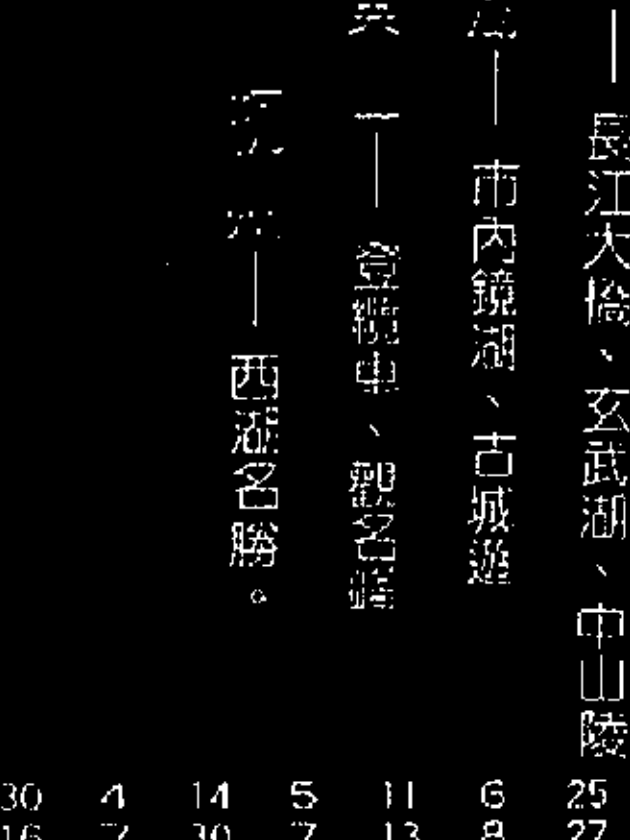 長江大橋、玄武湖、中山陵
市內鏡湖、古城遊
登纜車、觀名
西湖名勝。
30 4 14 5 11 6 25
16 7 30 7 13 8 27